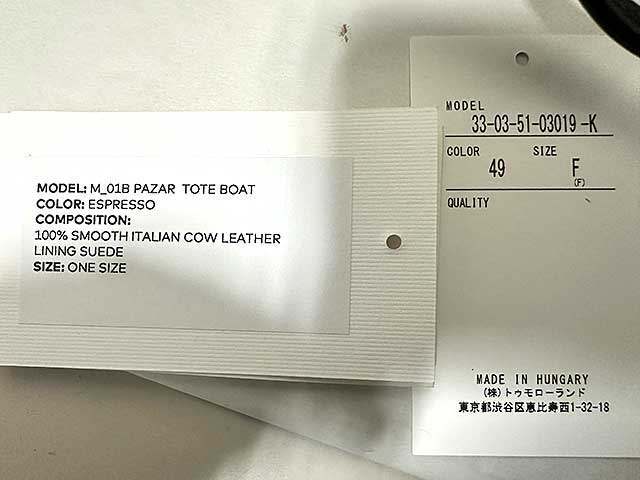 MODEL: M_01B PAZAR TOTE BOAT
COLOR: ESPRESSO
COMPOSITION:
100% SMOOTH ITALIAN COW LEATHER
LINING SUEDE
SIZE: ONE SIZE
MODEL
33-03-51-03019-K
COLOR SIZE
49 F
(F)
QUALITY
MADE IN HUNGARY
(株)トゥモローランド
東京都渋谷区恵比寿西1-32-18